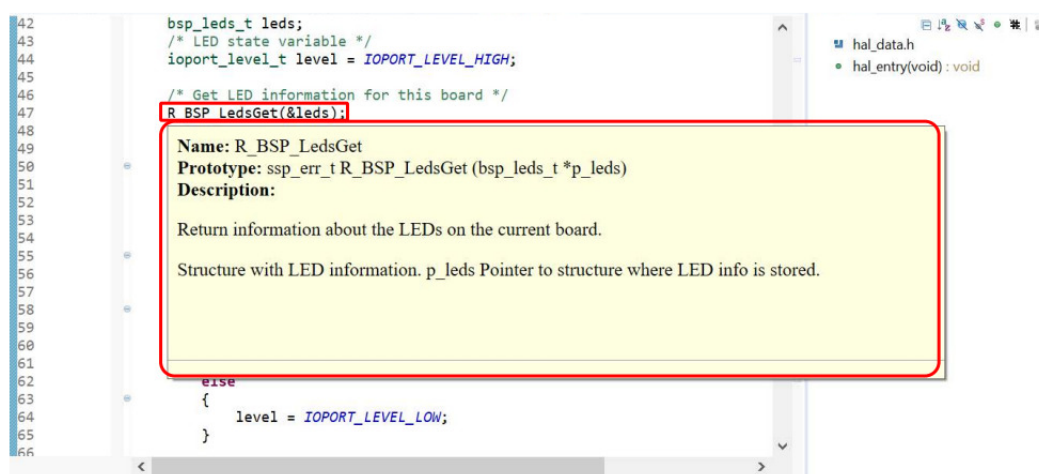 42 bsp_leds_t leds;
43 /* LED state variable */
44 ioport_level_t level = IOPORT_LEVEL_HIGH;
45
46 /* Get LED information for this board */
47 R_BSP_LedsGet(&leds);
48
49
50
51
52
53
54
55
56
57
58
59
60
61
62 else
63 {
64 level = IOPORT_LEVEL_LOW;
65 }
66
Name: R_BSP_LedsGet
Prototype: ssp_err_t R_BSP_LedsGet (bsp_leds_t *p_leds)
Description:
Return information about the LEDs on the current board.
Structure with LED information. p_leds Pointer to structure where LED info is stored.
hal_data.h
hal_entry(void) : void